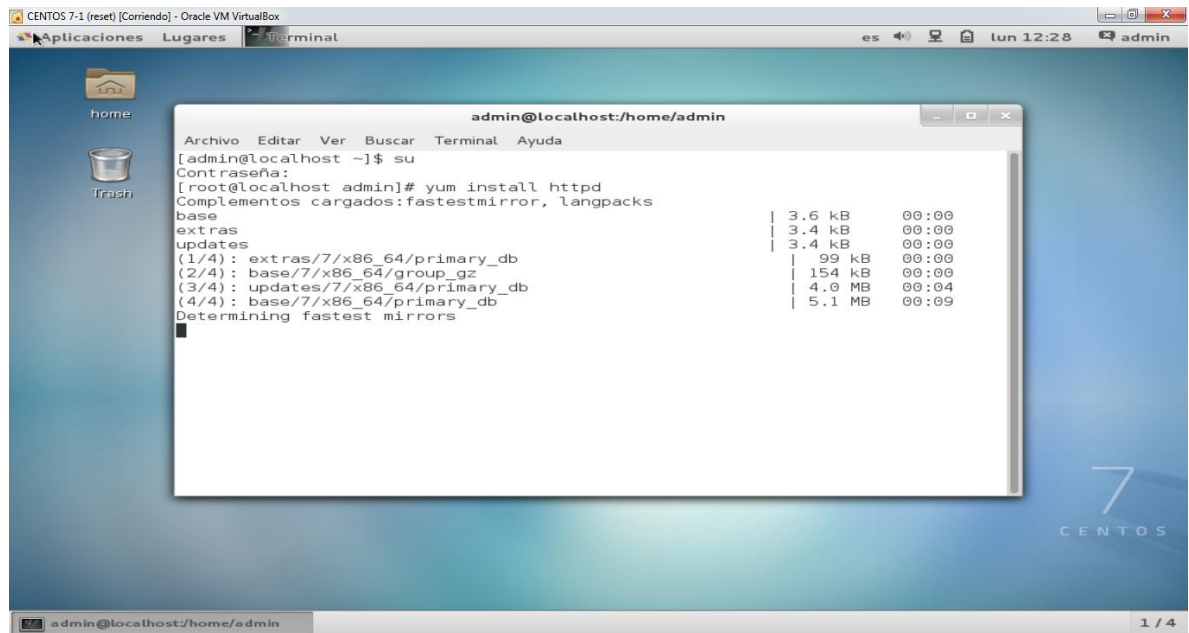 CENTOS 7-1 (reset) [Corriendo] - Oracle VM VirtualBox
Aplicaciones Lugares Terminal es lun 12:28 admin
home
Trash
admin@localhost:/home/admin
Archivo Editar Ver Buscar Terminal Ayuda
[admin@localhost ~]$ su
Contraseña:
[root@localhost admin]# yum install httpd
Complementos cargados:fastestmirror, langpacks
base | 3.6 kB 00:00
extras | 3.4 kB 00:00
updates | 3.4 kB 00:00
(1/4): extras/7/x86_64/primary_db | 99 kB 00:00
(2/4): base/7/x86_64/group_gz | 154 kB 00:00
(3/4): updates/7/x86_64/primary_db | 4.0 MB 00:04
(4/4): base/7/x86_64/primary_db | 5.1 MB 00:09
Determining fastest mirrors
7
CENTOS
admin@localhost:/home/admin 1 / 4